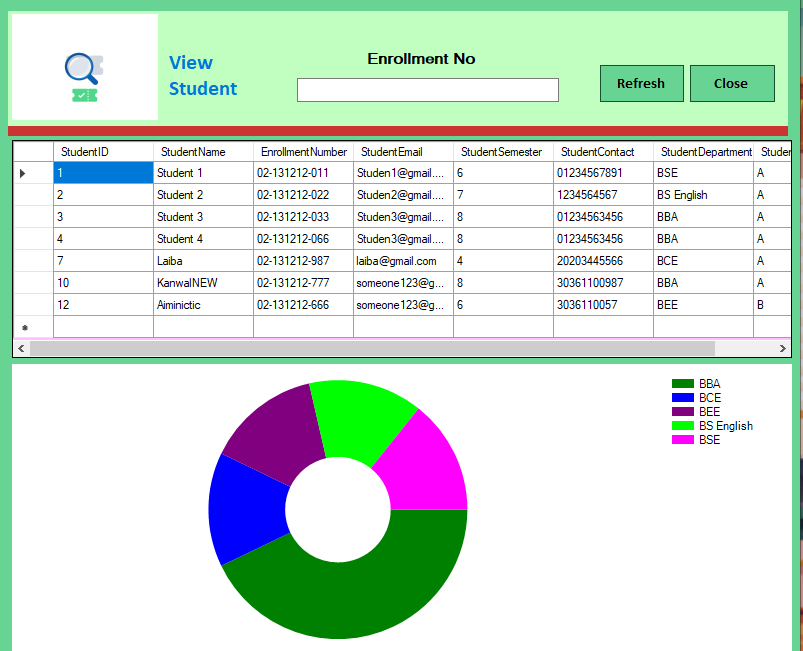 View
Student
Enrollment No
Refresh
Close
StudentID StudentName EnrollmentNumber StudentEmail StudentSemester StudentContact StudentDepartment Studen
1 Student 1 02-131212-011 Studen1@gmail.... 6 01234567891 BSE A
2 Student 2 02-131212-022 Studen2@gmail.... 7 1234564567 BS English A
3 Student 3 02-131212-033 Studen3@gmail.... 8 01234563456 BBA A
4 Student 4 02-131212-066 Studen3@gmail.... 8 01234563456 BBA A
7 Laiba 02-131212-987 laiba@gmail.com 4 20203445566 BCE A
10 KanwalNEW 02-131212-777 someone123@g... 8 30361100987 BBA A
12 Aiminictic 02-131212-666 someone123@g... 6 3036110057 BEE B
BBA
BCE
BEE
BS English
BSE